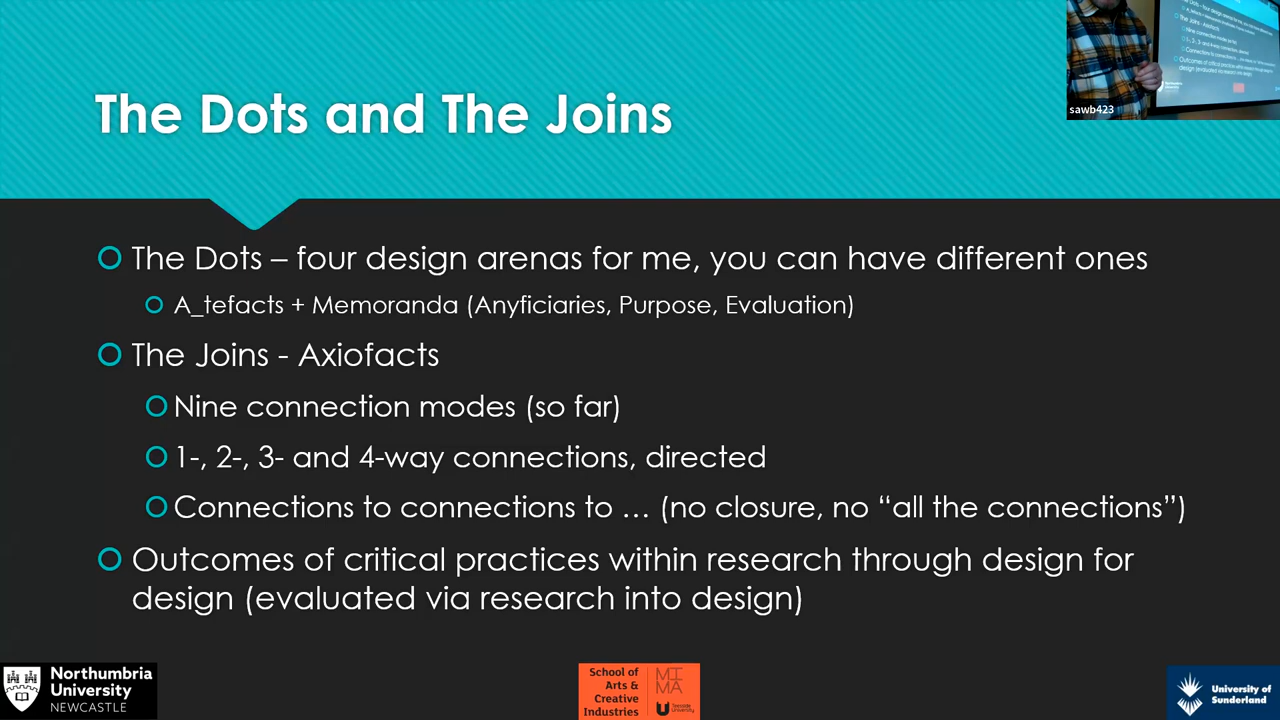 The Dots and The Joins
sawb423
The Dots – four design arenas for me, you can have different ones
A_tefacts + Memoranda (Anyficiaries, Purpose, Evaluation)
The Joins - Axiofacts
Nine connection modes (so far)
1-, 2-, 3- and 4-way connections, directed
Connections to connections to … (no closure, no “all the connections”)
Outcomes of critical practices within research through design for
design (evaluated via research into design)
Northumbria
University
NEWCASTLE
School of
Arts &
Creative
Industries
MI
MA
Teesside
University
University of
Sunderland